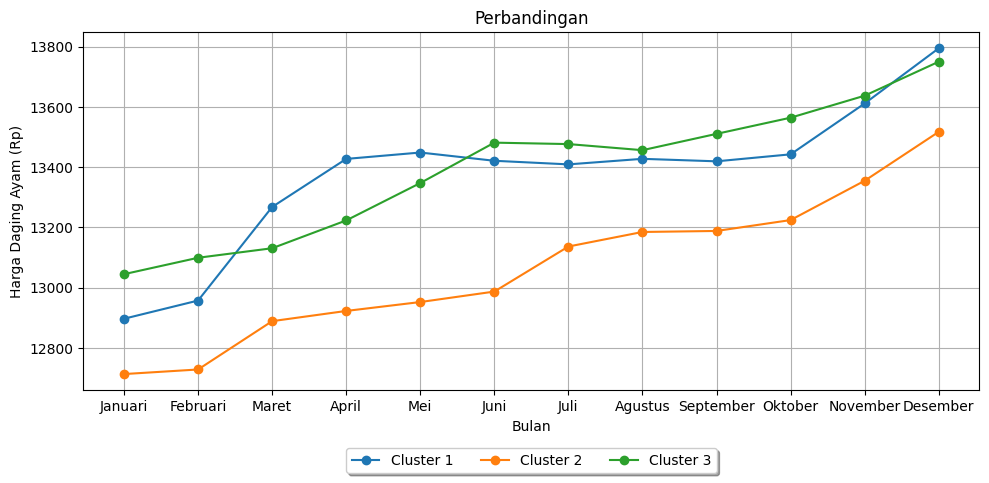 Perbandingan
Harga Daging Ayam (Rp)
13800
13600
13400
13200
13000
12800
Januari Februari Maret April Mei Juni Juli Agustus September Oktober November Desember
Bulan
Cluster 1 Cluster 2 Cluster 3